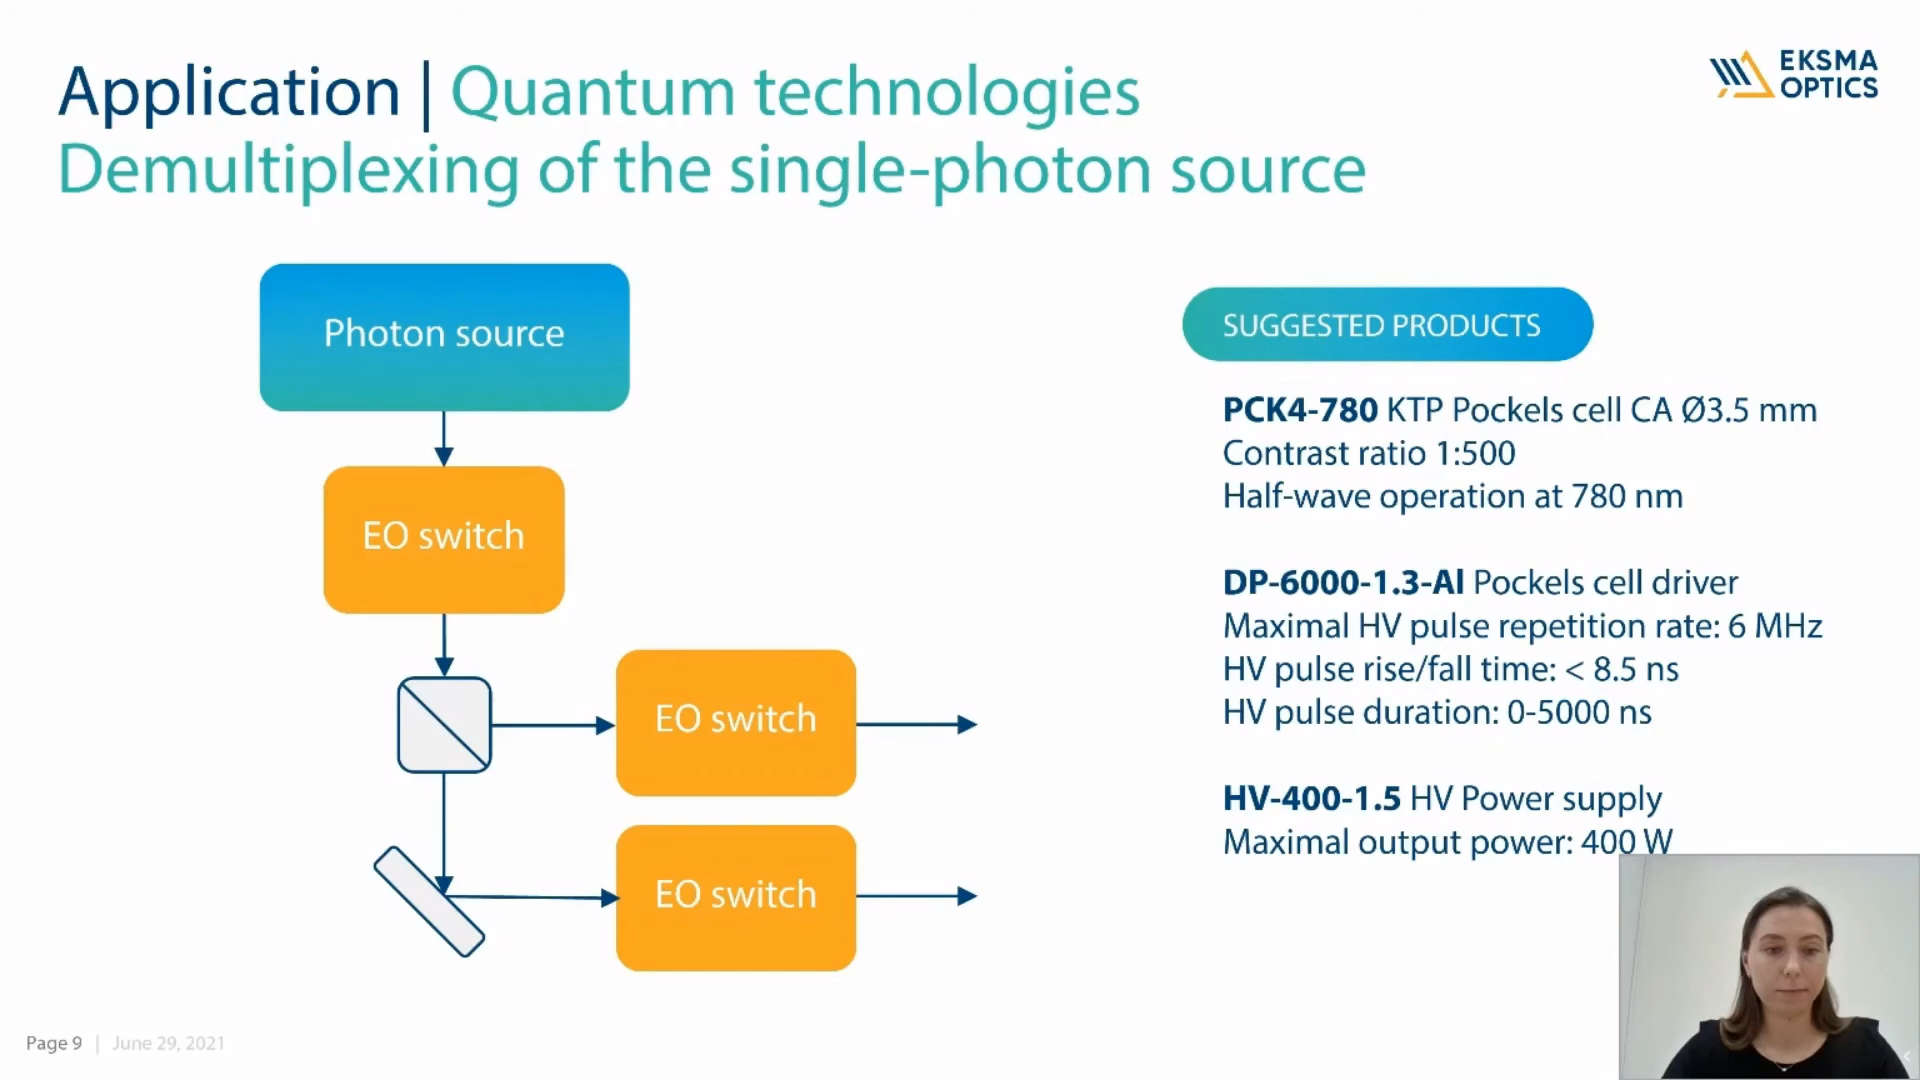 Application | Quantum technologies
Demultiplexing of the single-photon source
EKSMA
OPTICS
Photon source
EO switch
EO switch
EO switch
SUGGESTED PRODUCTS
PCK4-780 KTP Pockels cell CA Ø3.5 mm
Contrast ratio 1:500
Half-wave operation at 780 nm
DP-6000-1.3-Al Pockels cell driver
Maximal HV pulse repetition rate: 6 MHz
HV pulse rise/fall time: < 8.5 ns
HV pulse duration: 0-5000 ns
HV-400-1.5 HV Power supply
Maximal output power: 400 W
Page 9 | June 29, 2021